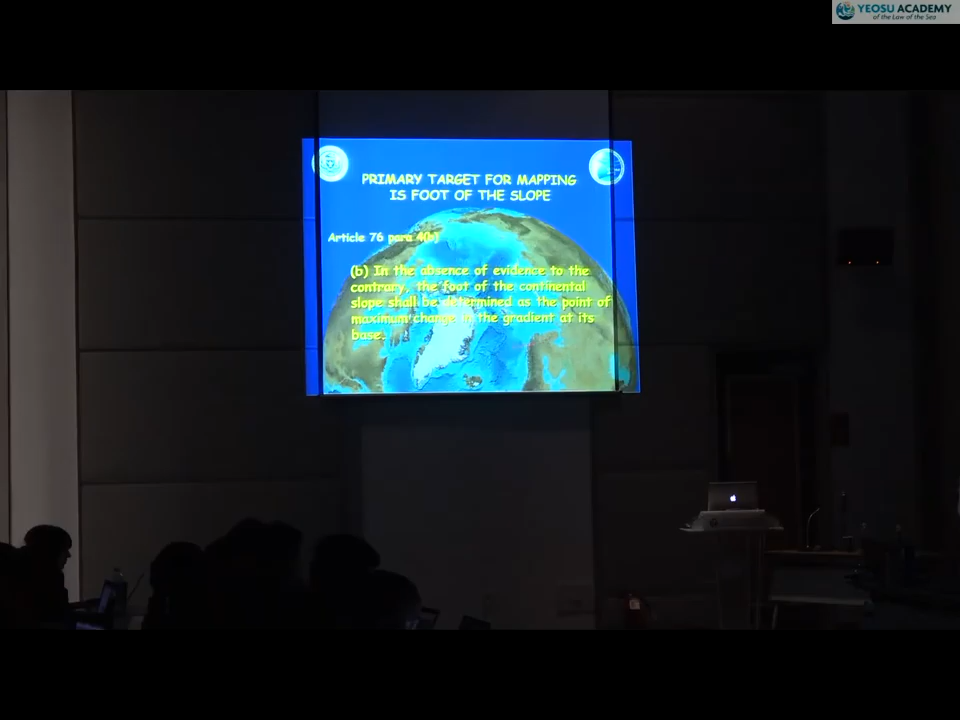 YEOSU ACADEMY
of the Law of the Sea
PRIMARY TARGET FOR MAPPING
IS FOOT OF THE SLOPE
Article 76 para 4(b)
(b) In the absence of evidence to the
contrary, the foot of the continental
slope shall be determined as the point of
maximum change in the gradient at its
base.